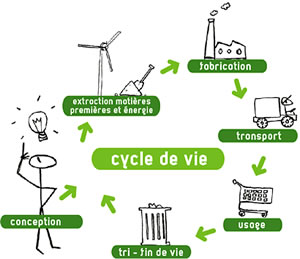 fabrication
extraction matières
premières et énergie
transport
cycle de vie
usage
conception
tri - fin de vie